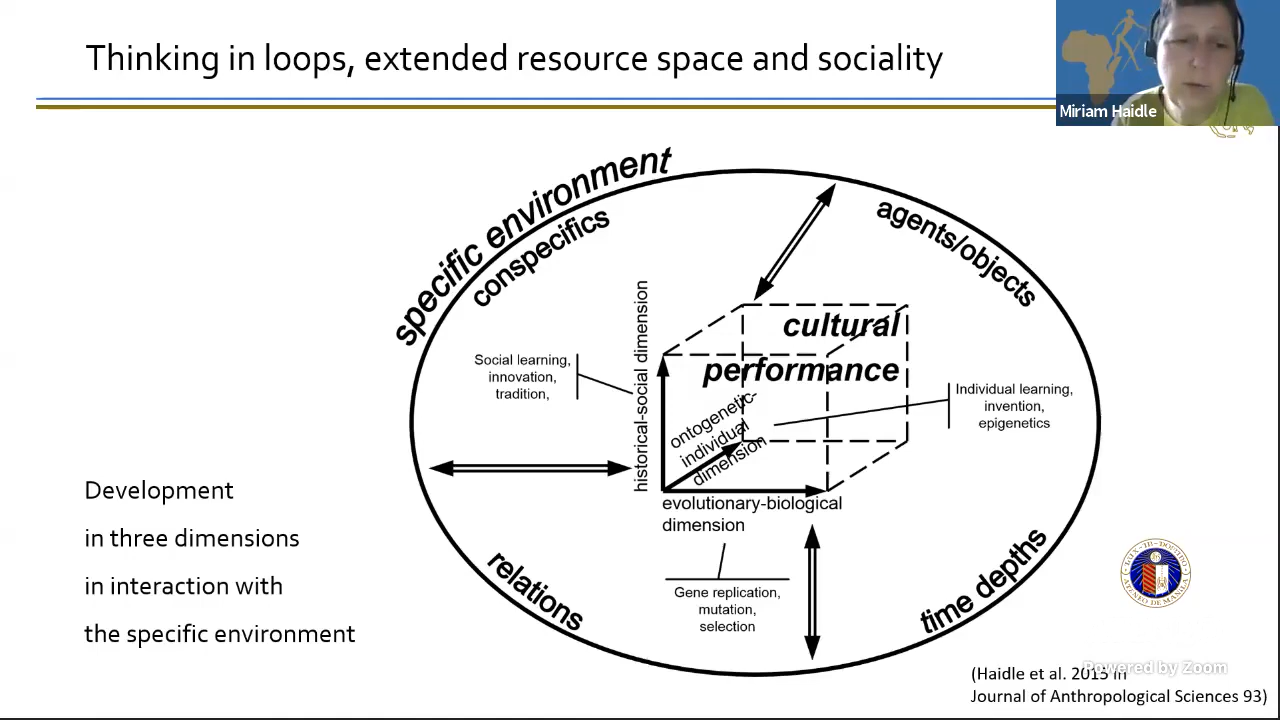 Thinking in loops, extended resource space and sociality
Miriam Haidle
specific environment
conspecifics
agents/objects
cultural
performance
historical-social dimension
Social learning,
innovation,
tradition,
ontogenetic-
individual
dimension
Individual learning,
invention,
epigenetics
evolutionary-biological
dimension
Gene replication,
mutation,
selection
relations
time depths
Development
in three dimensions
in interaction with
the specific environment
(Haidle et al. 2015 in
Journal of Anthropological Sciences 93)
Powered by Zoom